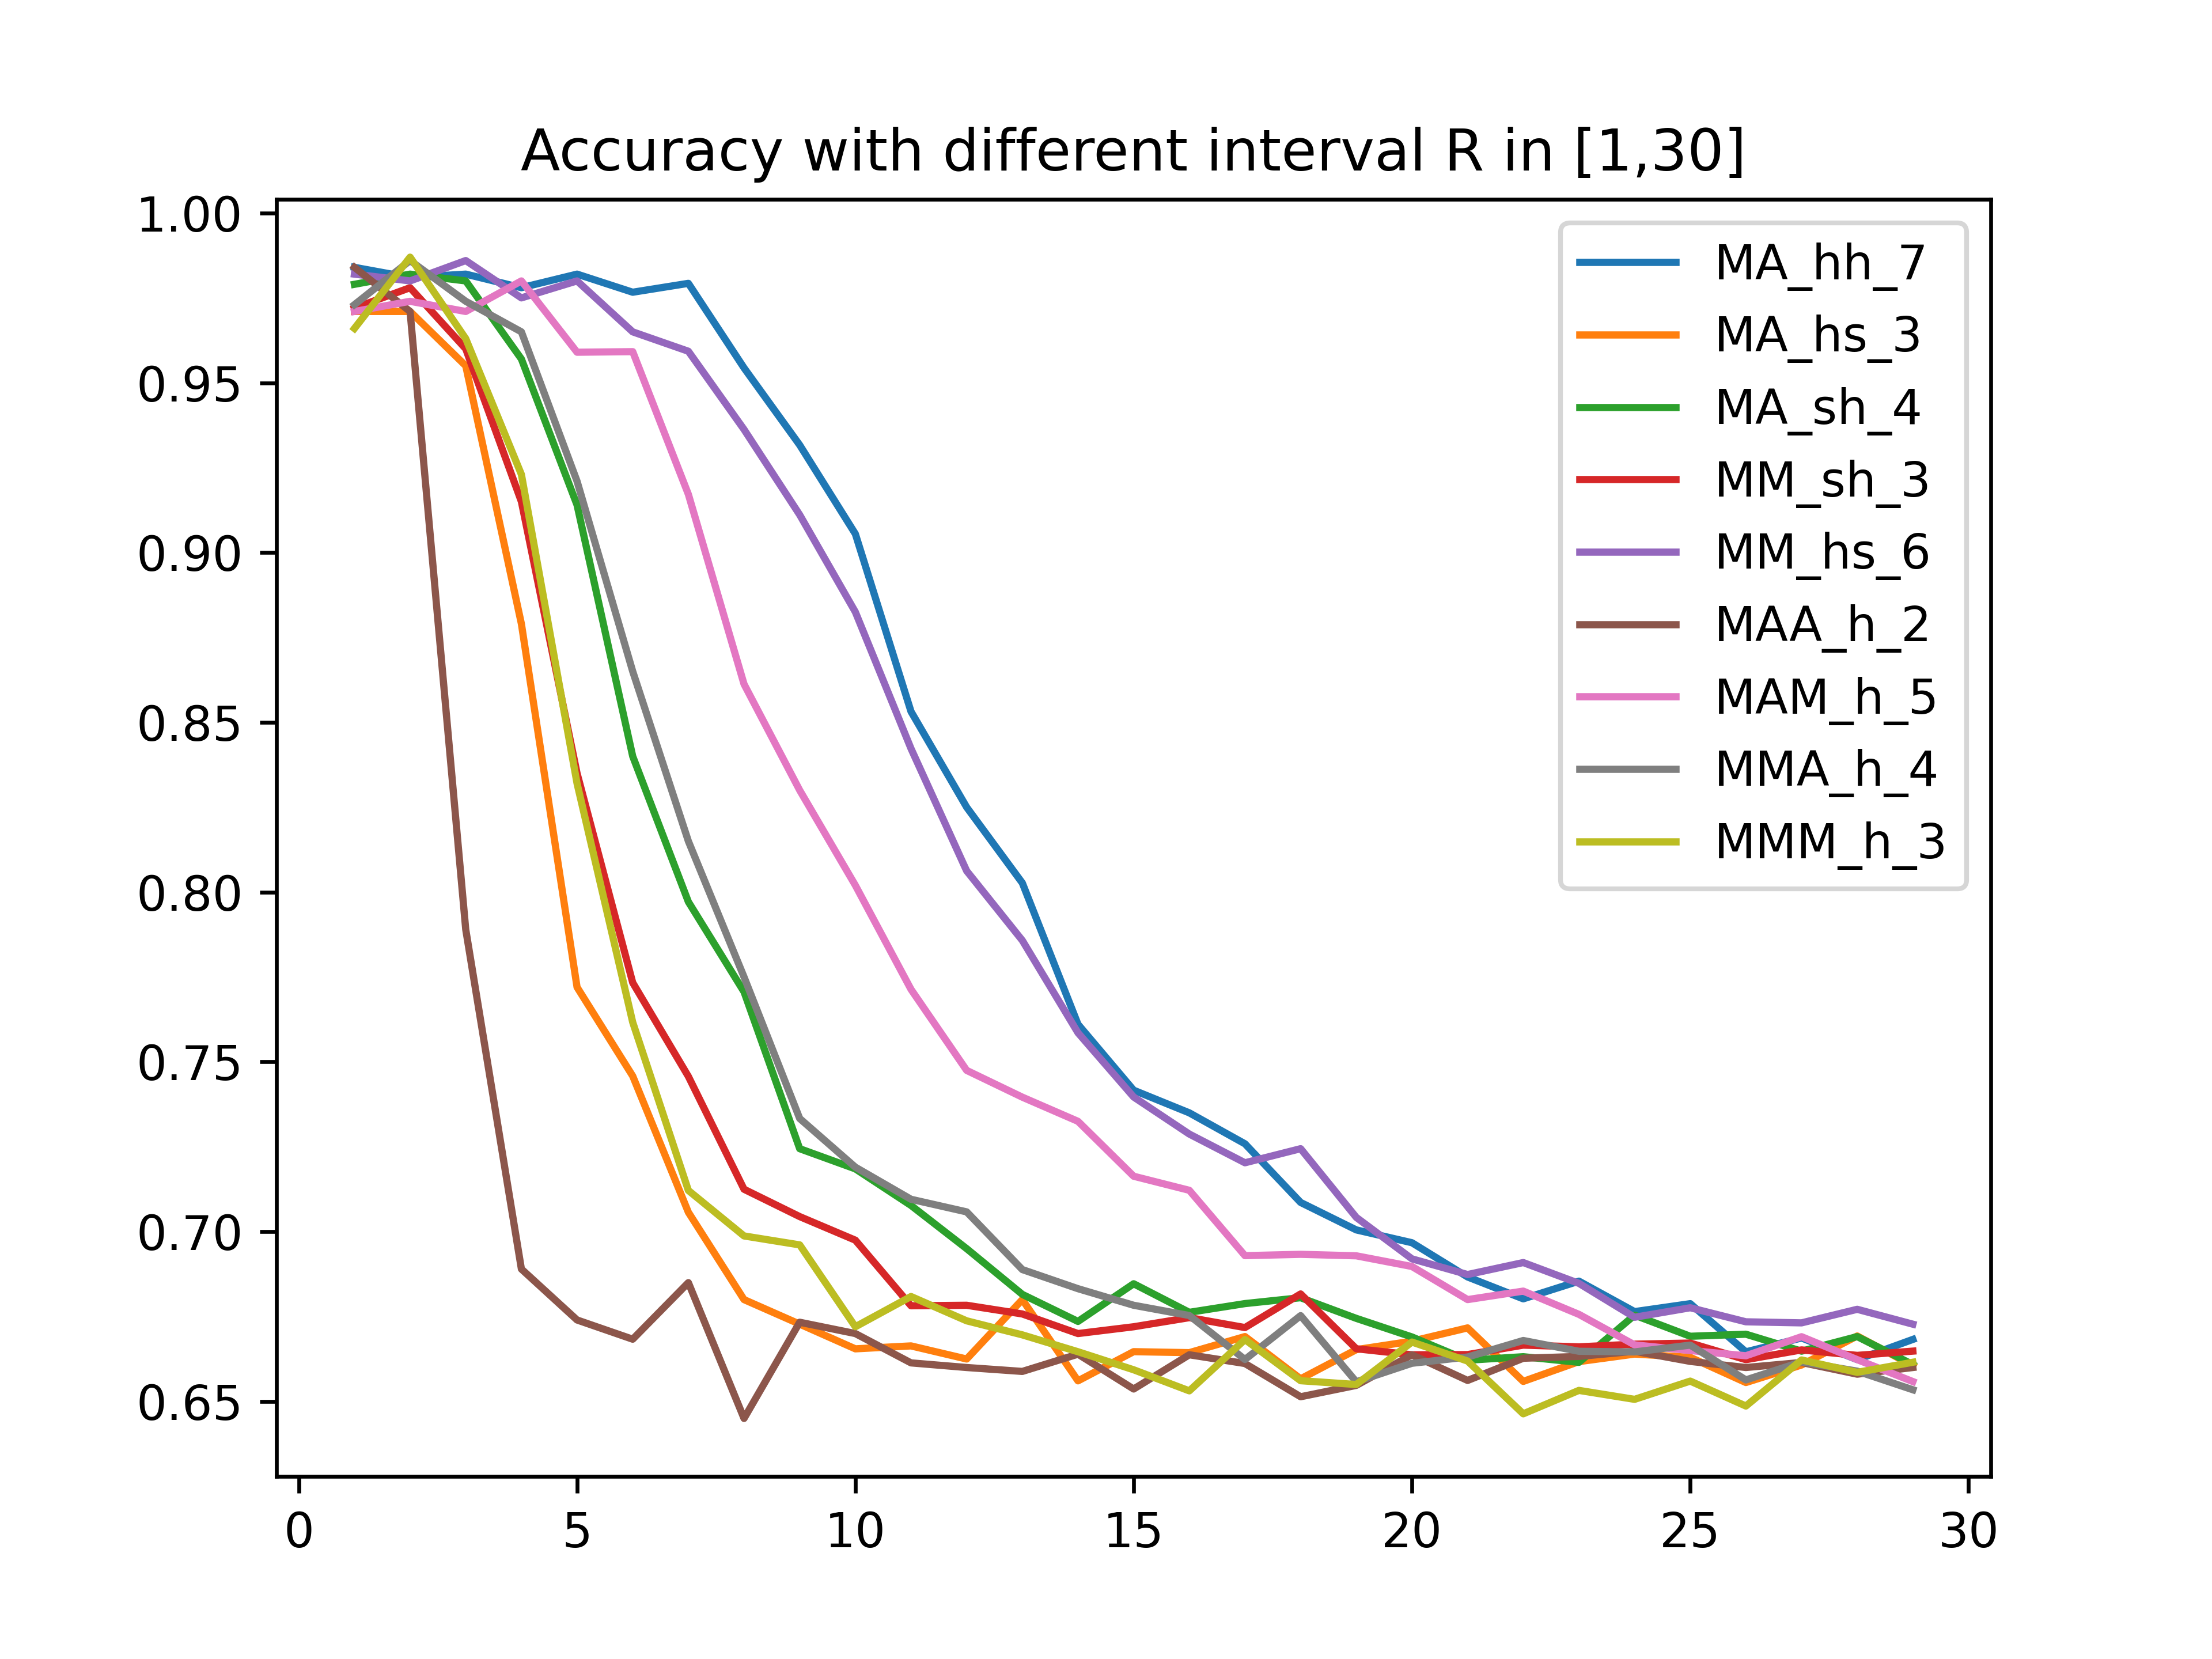 Accuracy with different interval R in [1,30]
1.00
0.95
0.90
0.85
0.80
0.75
0.70
0.65
MA_hh_7
MA_hs_3
MA_sh_4
MM_sh_3
MM_hs_6
MAA_h_2
MAM_h_5
MMA_h_4
MMM_h_3
0 5 10 15 20 25 30